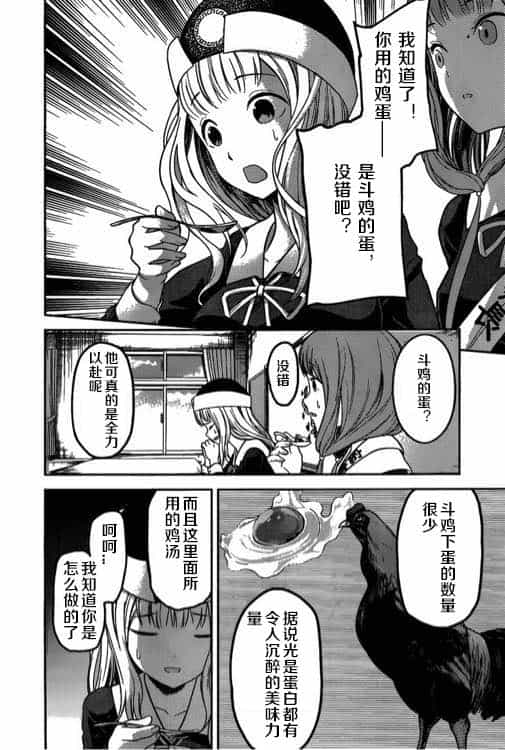 我知道了！
你用的鸡蛋——
是斗鸡的蛋，
没错吧？
斗鸡的蛋？
没错
他可真的是全力
以赴呢
斗鸡下蛋的数量
很少
据说光是蛋白都有
令人沉醉的美味力
量
而且这里面所
用的鸡汤
呵呵…
我知道你是
怎么做的了